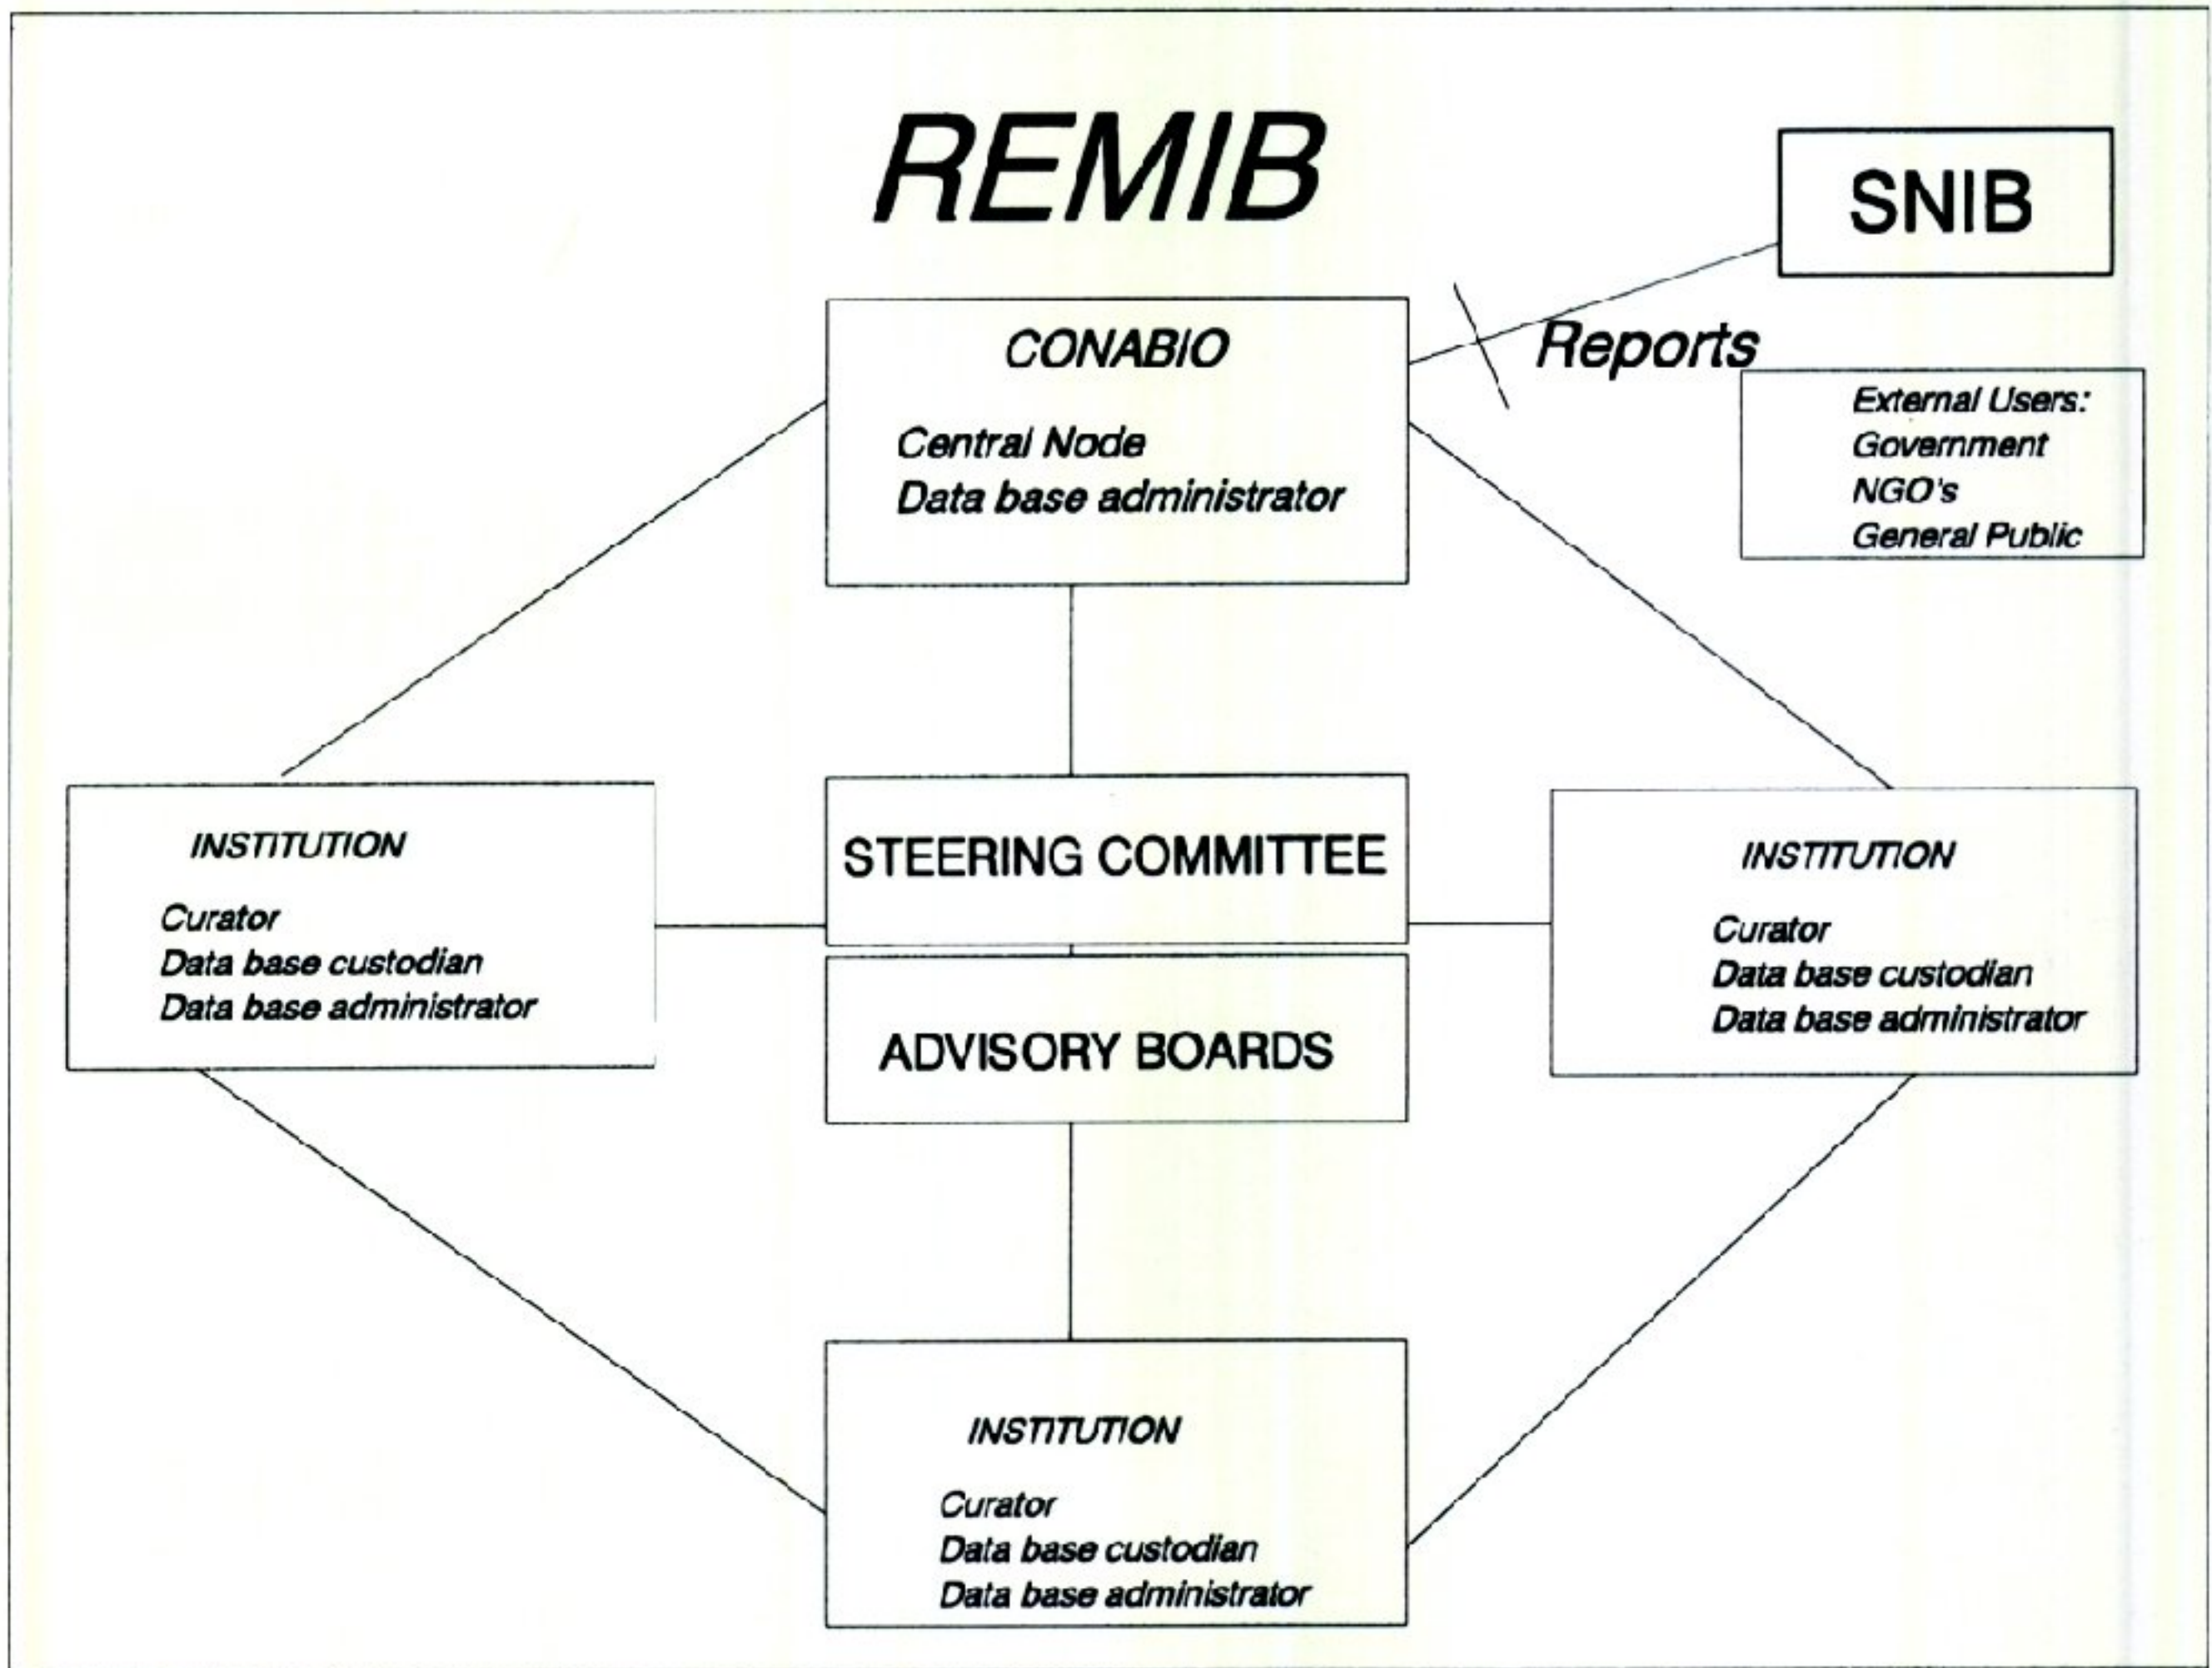 REMIB
SNIB
CONABIO
Central Node
Data base administrator
Reports
External Users:
Government
NGO's
General Public
INSTITUTION
Curator
Data base custodian
Data base administrator
STEERING COMMITTEE
ADVISORY BOARDS
INSTITUTION
Curator
Data base custodian
Data base administrator
INSTITUTION
Curator
Data base custodian
Data base administrator